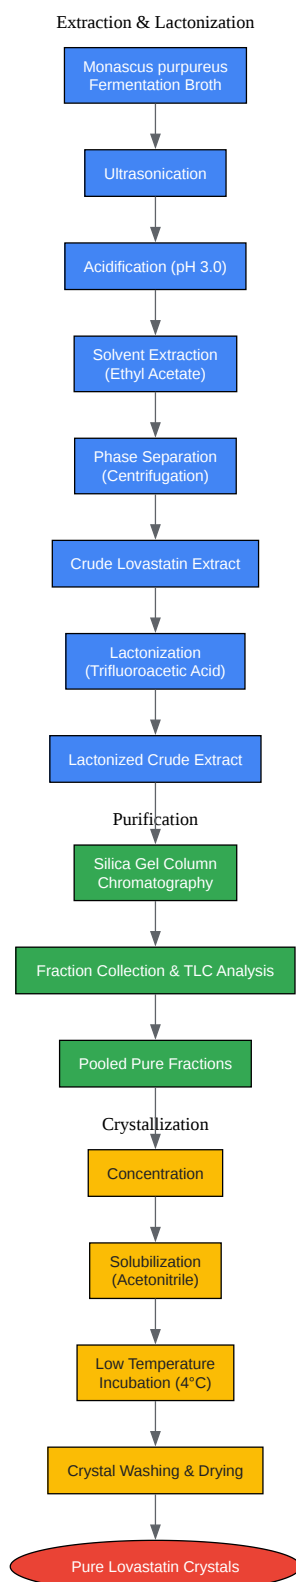 Extraction & Lactonization
Monascus purpureus
Fermentation Broth
Ultrasonication
Acidification (pH 3.0)
Solvent Extraction
(Ethyl Acetate)
Phase Separation
(Centrifugation)
Crude Lovastatin Extract
Lactonization
(Trifluoroacetic Acid)
Lactonized Crude Extract
Purification
Silica Gel Column
Chromatography
Fraction Collection & TLC Analysis
Pooled Pure Fractions
Crystallization
Concentration
Solubilization
(Acetonitrile)
Low Temperature
Incubation (4°C)
Crystal Washing & Drying
Pure Lovastatin Crystals